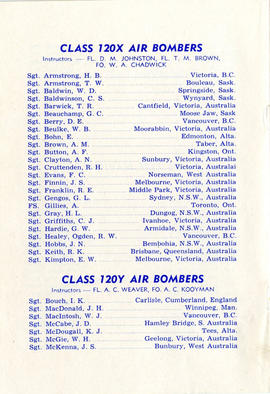 CLASS 120X AIR BOMBERS
Instructors — FL. D. M. JOHNSTON, FL. T. M. BROWN,
FO. W. A. CHADWICK
Sgt. Armstrong, H. B. Victoria, B.C.
Sgt. Armstrong, T. W. Bouleau, Sask.
Sgt. Baldwin, W. D. Springside, Sask.
Sgt. Baldwinson, C. S. Wynyard, Sask.
Sgt. Barwick, T. R. Cantfield, Victoria, Australia
Sgt. Beauchamp, G. C. Moose Jaw, Sask
Sgt. Berry, D. E. Vancouver, B.C.
Sgt. Beulke, W. B. Moorabbin, Victoria, Australia
Sgt. Bohn, E. Edmonton, Alta.
Sgt. Brown, A. M. Taber, Alta.
Sgt. Button, A. F. Kingston, Ont.
Sgt. Clayton, A. N. Sunbury, Victoria, Australia
Sgt. Cruttenden, R. H. Victoria, Australia
Sgt. Evans, F. C. Norseman, West Australia
Sgt. Finnin, J. S. Melbourne, Victoria, Australia
Sgt. Franklin, R. E. Middle Park, Victoria, Australia
Sgt. Gengos, G. L. Sydney, N.S.W., Australia
FS. Gillies, A. Toronto, Ont.
Sgt. Gray, H. L. Dungog, N.S.W., Australia
Sgt. Griffiths, C. J. Ivanhoe, Victoria, Australia
Sgt. Hardie, G. W. Armidale, N.S.W., Australia
Sgt. Healey, Ogden, R. W. Vancouver, B.C.
Sgt. Hobbs, J. N. Bembohia, N.S.W., Australia
Sgt. Keith, R. K. Brisbane, Queensland, Australia
Sgt. Kimpton, E. W. Melbourne, Victoria, Australia
CLASS 120Y AIR BOMBERS
Instructors — FL. A. C. WEAVER, FO. A. C. KOOYMAN
Sgt. Bouch, I. K. Carlisle, Cumberland, England
Sgt. MacDonald, J. H. Winnipeg, Man.
Sgt. MacIntosh, W. J. Vancouver, B.C.
Sgt. McCabe, J. D. Hamley Bridge, S. Australia
Sgt. McDougall, K. J. Tees, Alta.
Sgt. McGie, W. H. Geelong, Victoria, Australia
Sgt. McKenna, J. S. Bunbury, West Australia